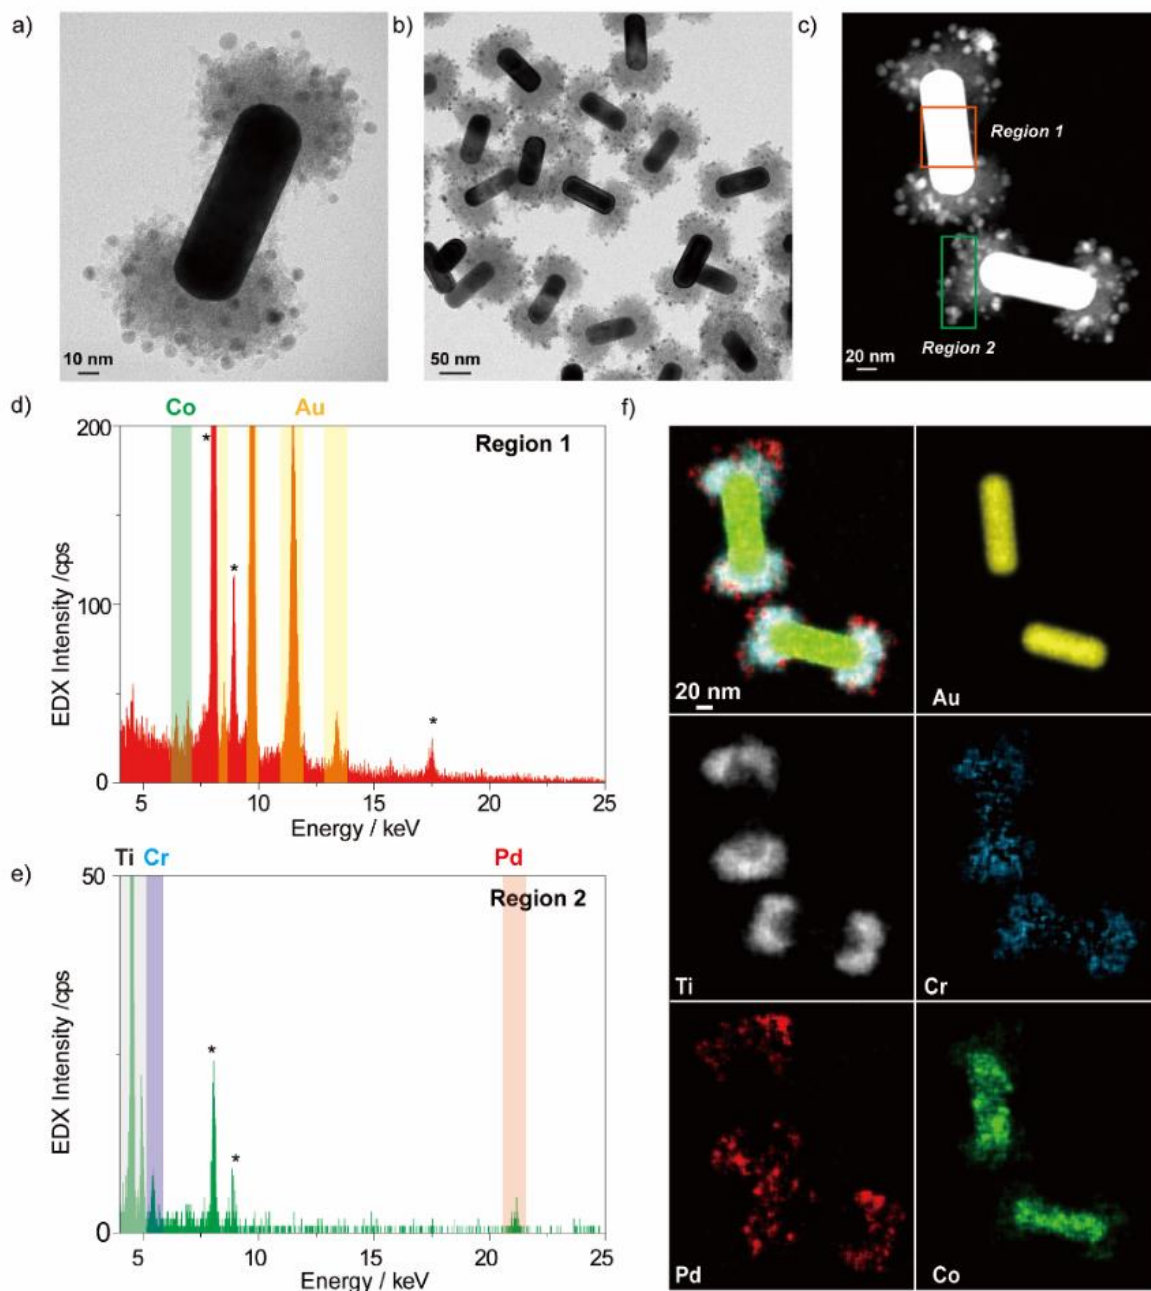 a)
b)
c)
10 nm
50 nm
Region 1
Region 2
20 nm
d)
Co
Au
200
100
0
*
*
*
Region 1
EDX Intensity /cps
5
10
15
20
25
Energy / keV
e)
Ti
Cr
Pd
50
0
*
*
Region 2
EDX Intensity /cps
5
10
15
20
25
Energy / keV
f)
20 nm
Au
Ti
Cr
Pd
Co